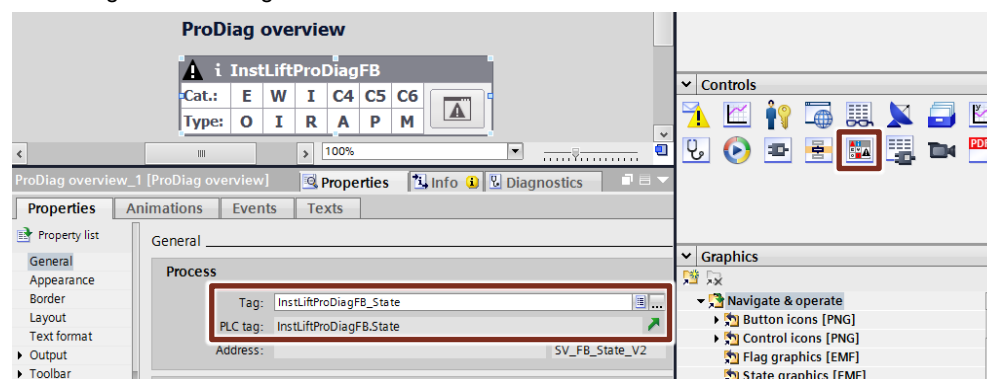 ProDiag overview
i InstLiftProDiagFB
Cat.: E W I C4 C5 C6
Type: O I R A P M
100%
ProDiag overview_1 [ProDiag overview]
Properties Info Diagnostics
Properties Animations Events Texts
Property list
General
Appearance
Border
Layout
Text format
Output
Toolbar
General
Process
Tag: InstLiftProDiagFB_State
PLC tag: InstLiftProDiagFB.State
Address: SV_FB_State_V2
Controls
PDF
Graphics
Navigate & operate
Button icons [PNG]
Control icons [PNG]
Flag graphics [EMF]
State graphics [EMF]